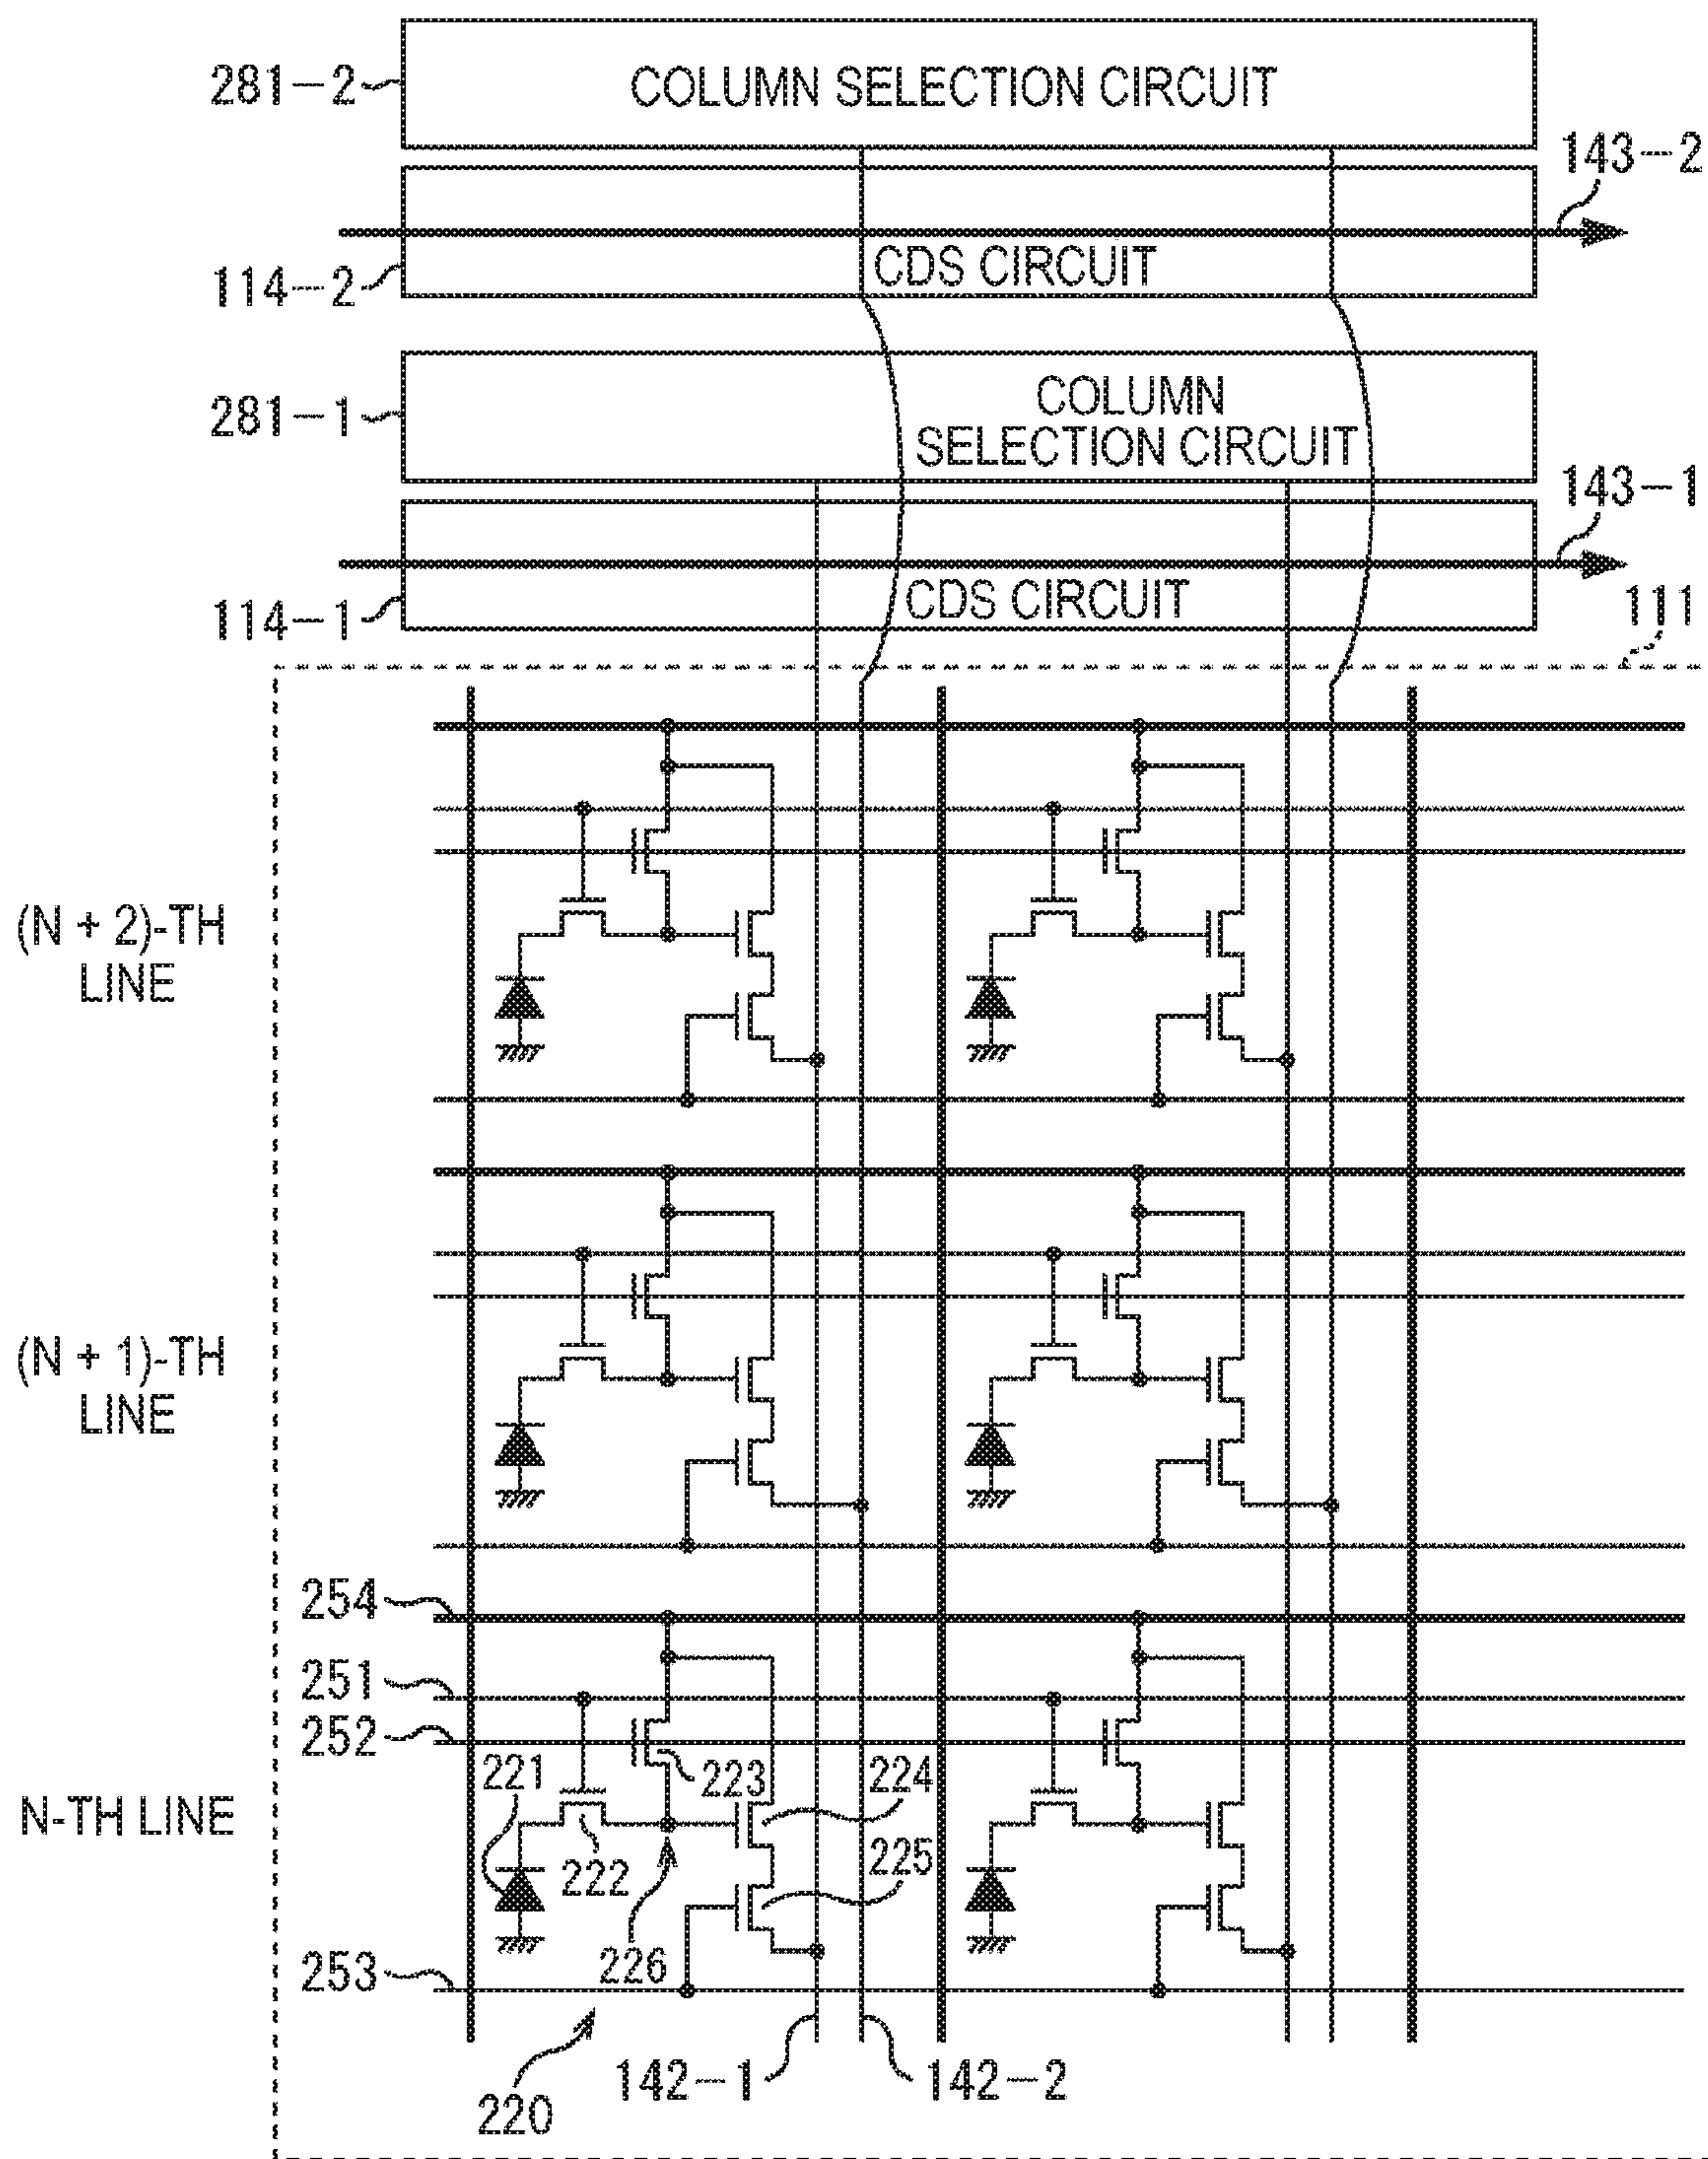 281-2
COLUMN SELECTION CIRCUIT
143-2
CDS CIRCUIT
114-2
281-1
COLUMN
SELECTION CIRCUIT
143-1
CDS CIRCUIT
114-1
111
(N + 2)-TH
LINE
(N + 1)-TH
LINE
254
251
252
221
223
224
N-TH LINE
222
225
226
253
220
142-1
142-2